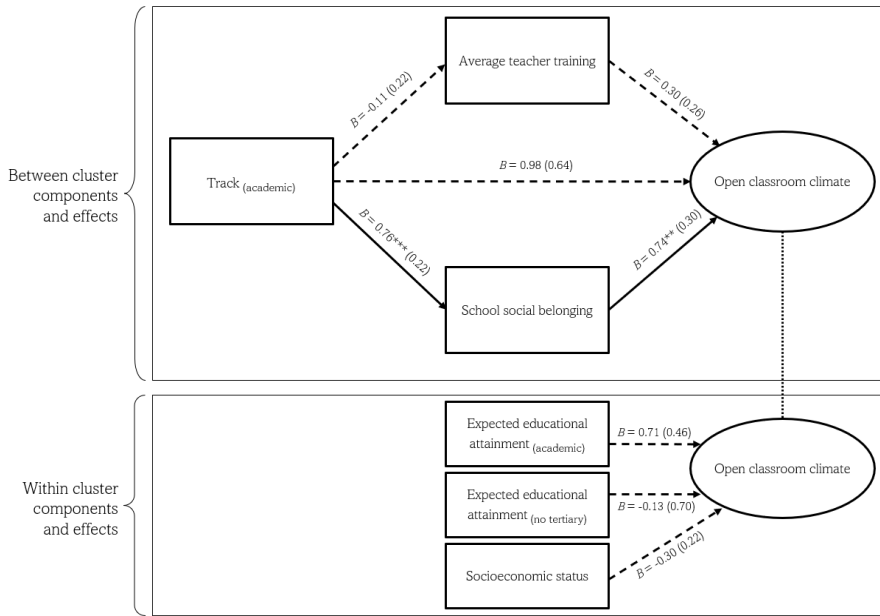 Between cluster
components
and effects
Average teacher training
B = -0.11 (0.22)
B = 0.30 (0.26)
Track (academic)
B = 0.98 (0.64)
Open classroom climate
B = 0.76*** (0.22)
B = 0.74** (0.30)
School social belonging
Within cluster
components
and effects
Expected educational
attainment (academic)
B = 0.71 (0.46)
Open classroom climate
Expected educational
attainment (no tertiary)
B = -0.13 (0.70)
Socioeconomic status
B = -0.30 (0.22)